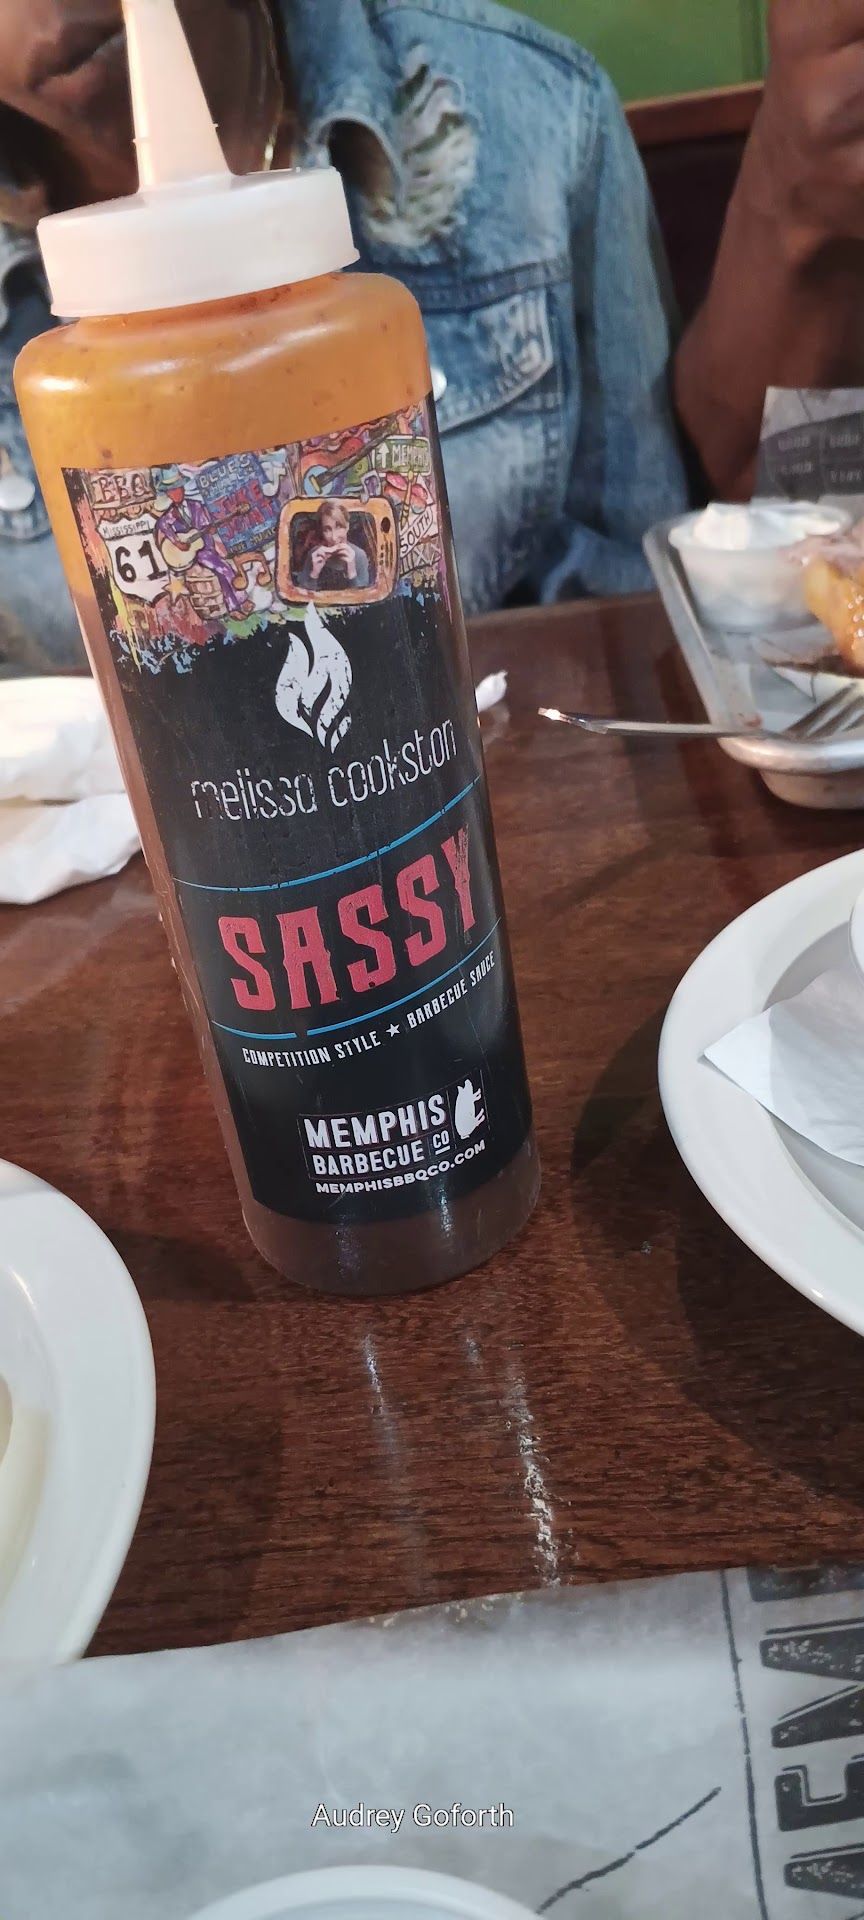 BBQ
BLUES
MEMPHIS
MISSISSIPPI
61
SOUTH
melissa cookston
SASSY
COMPETITION STYLE ★ BARBECUE SAUCE
MEMPHIS
BARBECUE CO
MEMPHISBBQCO.COM
Audrey Goforth